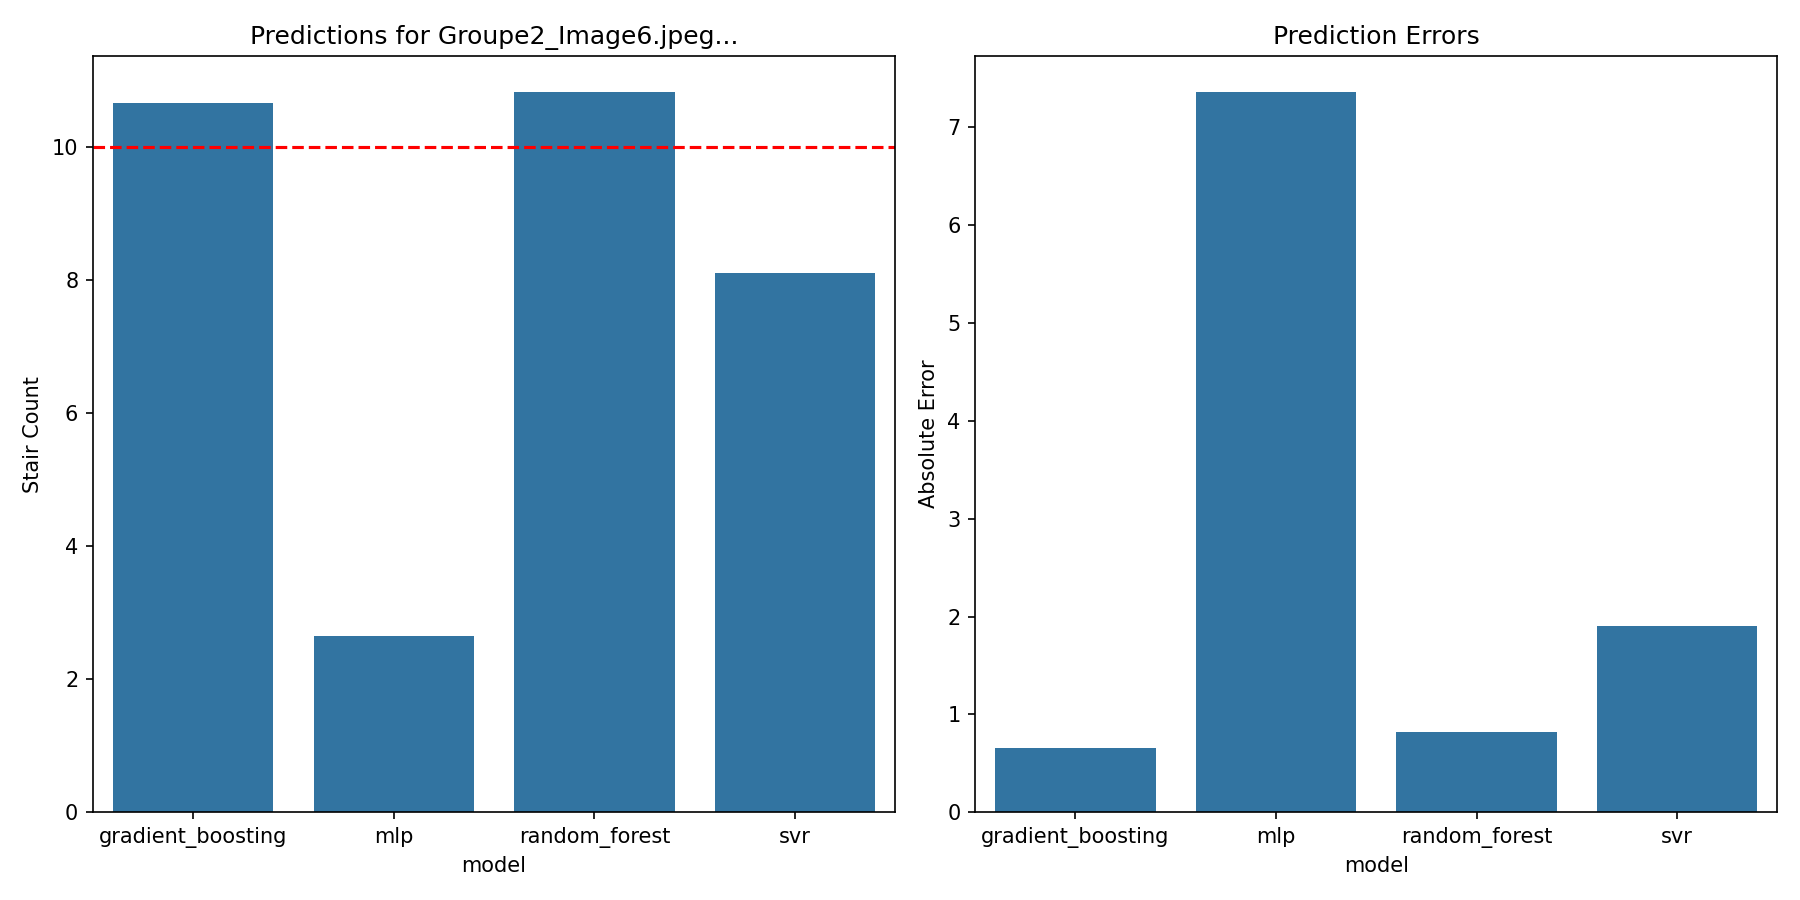 Predictions for Groupe2_Image6.jpeg...
Stair Count
10
8
6
4
2
0
gradient_boosting mlp random_forest svr
model
Prediction Errors
Absolute Error
7
6
5
4
3
2
1
0
gradient_boosting mlp random_forest svr
model